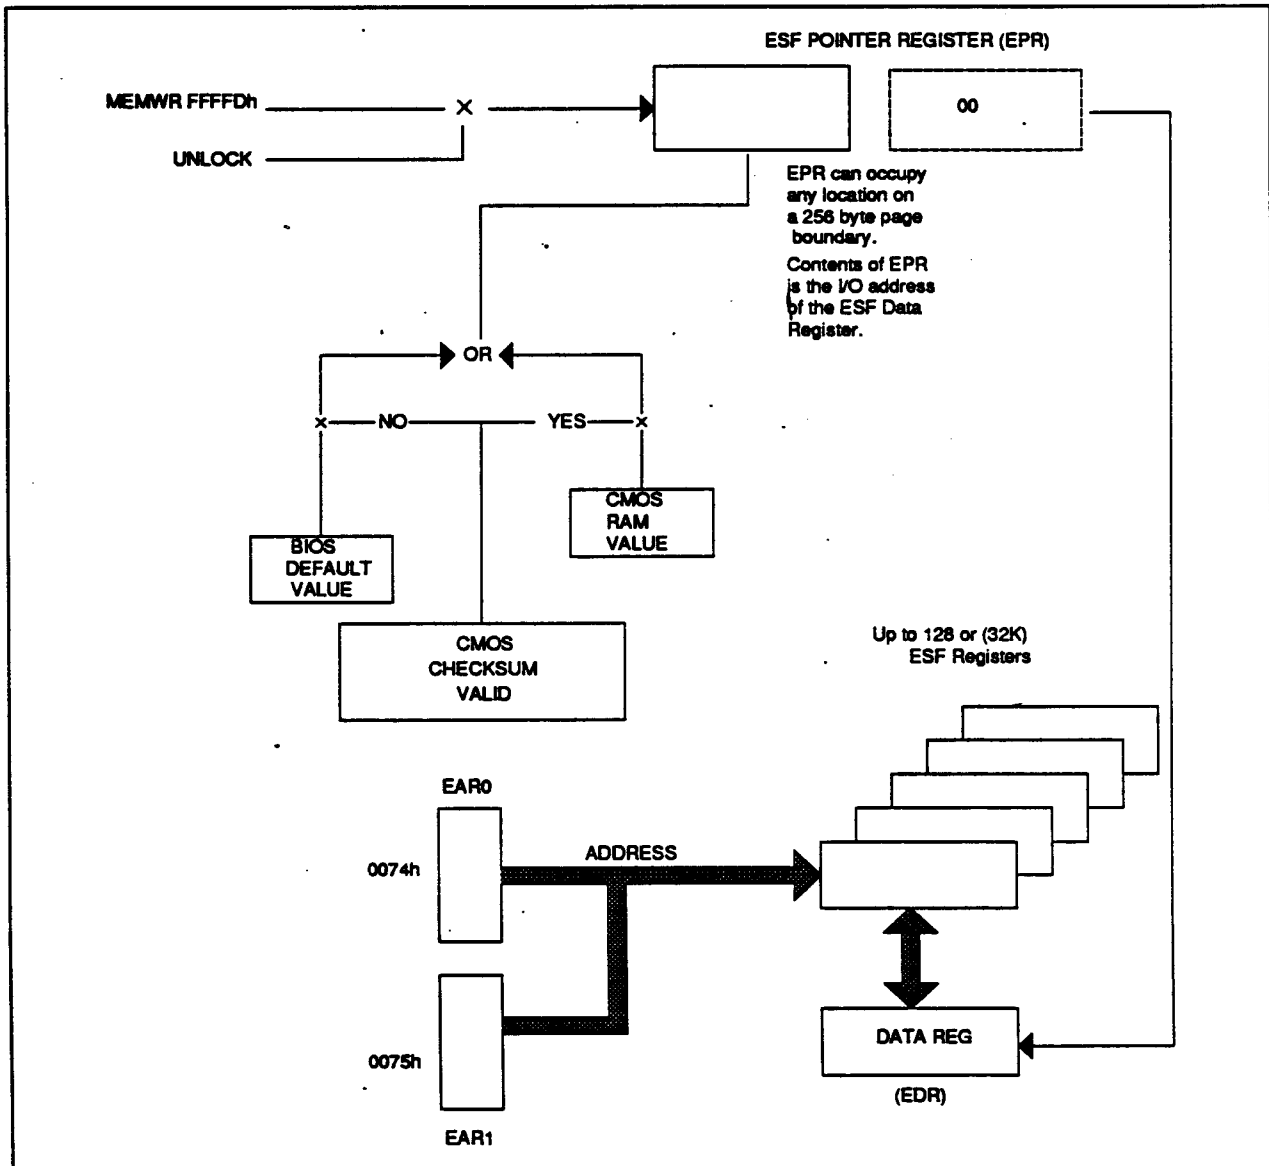 ESF POINTER REGISTER (EPR)
MEMWR FFFFDh
X
00
UNLOCK
EPR can occupy
any location on
a 256 byte page
boundary.
Contents of EPR
is the I/O address
of the ESF Data
Register.
OR
x
NO
YES
x
CMOS
RAM
VALUE
BIOS
DEFAULT
VALUE
CMOS
CHECKSUM
VALID
Up to 128 or (32K)
ESF Registers
EAR0
ADDRESS
0074h
DATA REG
0075h
(EDR)
EAR1